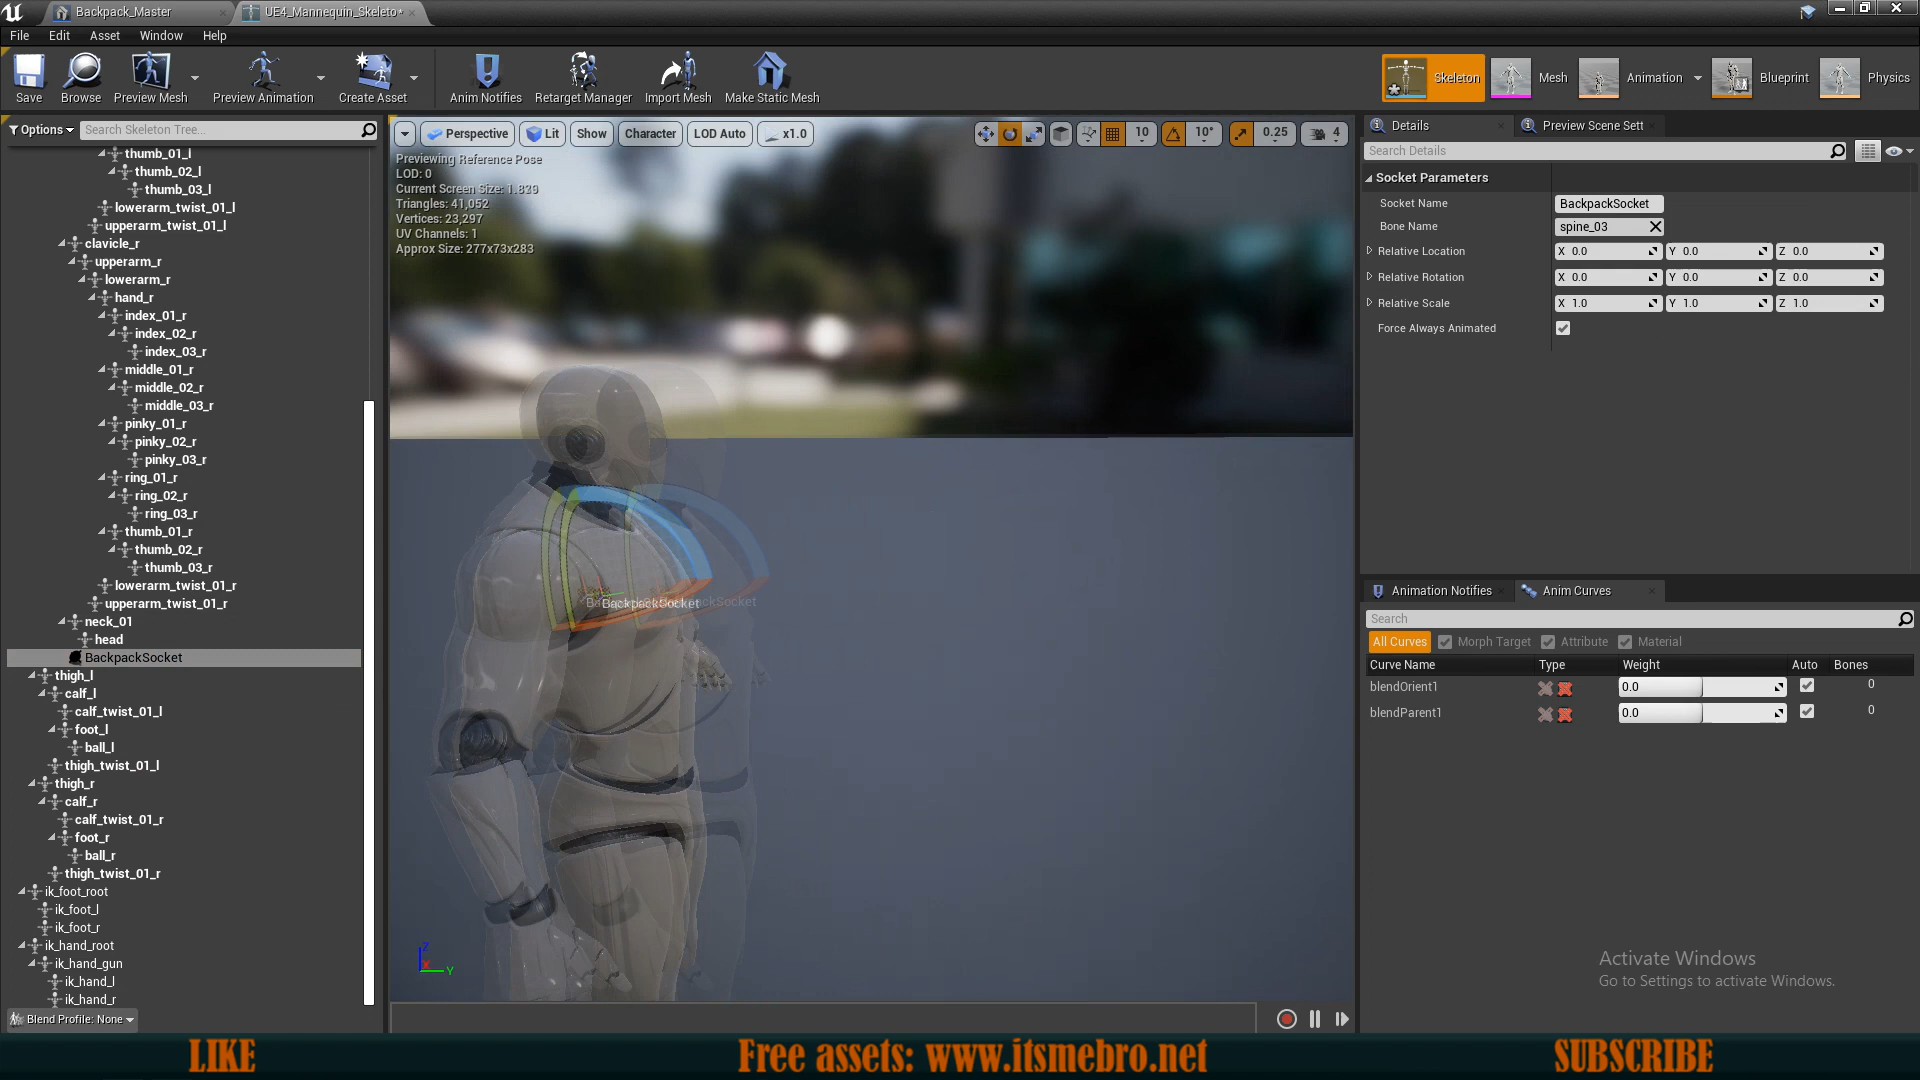 Backpack_Master
UE4_Mannequin_Skeleto*
File Edit Asset Window Help
Save Browse Preview Mesh Preview Animation Create Asset Anim Notifies Retarget Manager Import Mesh Make Static Mesh
Skeleton Mesh Animation Blueprint Physics
Options Search Skeleton Tree...
thumb_01_l
thumb_02_l
thumb_03_l
lowerarm_twist_01_l
upperarm_twist_01_l
clavicle_r
upperarm_r
lowerarm_r
hand_r
index_01_r
index_02_r
index_03_r
middle_01_r
middle_02_r
middle_03_r
pinky_01_r
pinky_02_r
pinky_03_r
ring_01_r
ring_02_r
ring_03_r
thumb_01_r
thumb_02_r
thumb_03_r
lowerarm_twist_01_r
upperarm_twist_01_r
neck_01
head
BackpackSocket
thigh_l
calf_l
calf_twist_01_l
foot_l
ball_l
thigh_twist_01_l
thigh_r
calf_r
calf_twist_01_r
foot_r
ball_r
thigh_twist_01_r
ik_foot_root
ik_foot_l
ik_foot_r
ik_hand_root
ik_hand_gun
ik_hand_l
ik_hand_r
Blend Profile: None
Perspective Lit Show Character LOD Auto x1.0 10 10° 0.25 4
Previewing Reference Pose
LOD: 0
Current Screen Size: 1.829
Triangles: 41,052
Vertices: 23,297
UV Channels: 1
Approx Size: 277x73x283
BackpackSocket
Z
X
Y
Details Preview Scene Sett
Search Details
Socket Parameters
Socket Name BackpackSocket
Bone Name spine_03
Relative Location X 0.0 Y 0.0 Z 0.0
Relative Rotation X 0.0 Y 0.0 Z 0.0
Relative Scale X 1.0 Y 1.0 Z 1.0
Force Always Animated
Animation Notifies Anim Curves
Search
All Curves Morph Target Attribute Material
Curve Name Type Weight Auto Bones
blendOrient1 0.0 0
blendParent1 0.0 0
Activate Windows
Go to Settings to activate Windows.
LIKE Free assets: www.itsmebro.net SUBSCRIBE